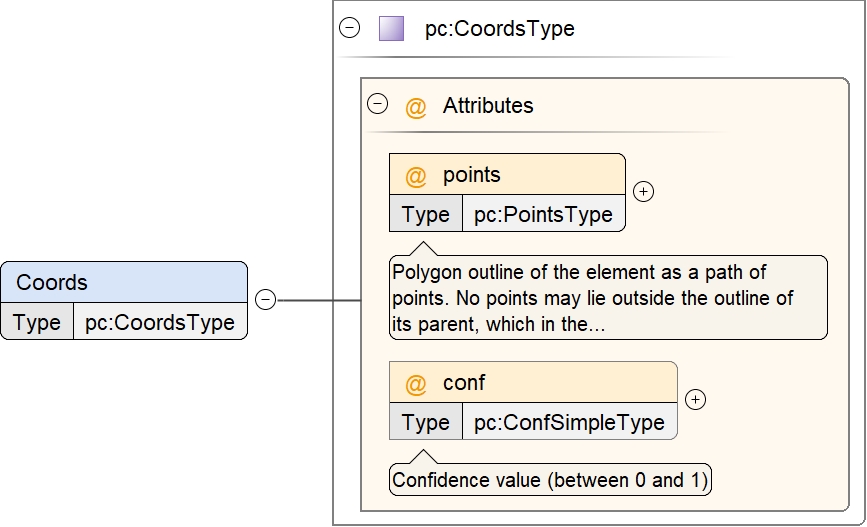 pc:CoordsType
@ Attributes
@ points
Type pc:PointsType
Polygon outline of the element as a path of
points. No points may lie outside the outline of
its parent, which in the...
Coords
Type pc:CoordsType
@ conf
Type pc:ConfSimpleType
Confidence value (between 0 and 1)